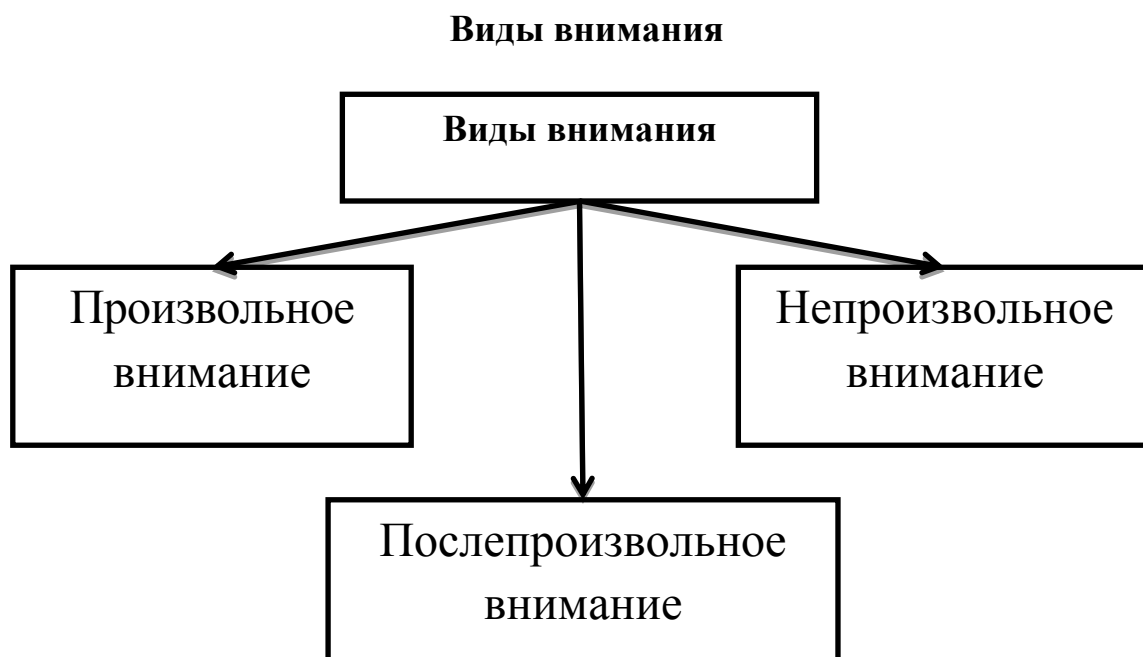 Виды внимания
Виды внимания
Произвольное
внимание
Непроизвольное
внимание
Послепроизвольное
внимание